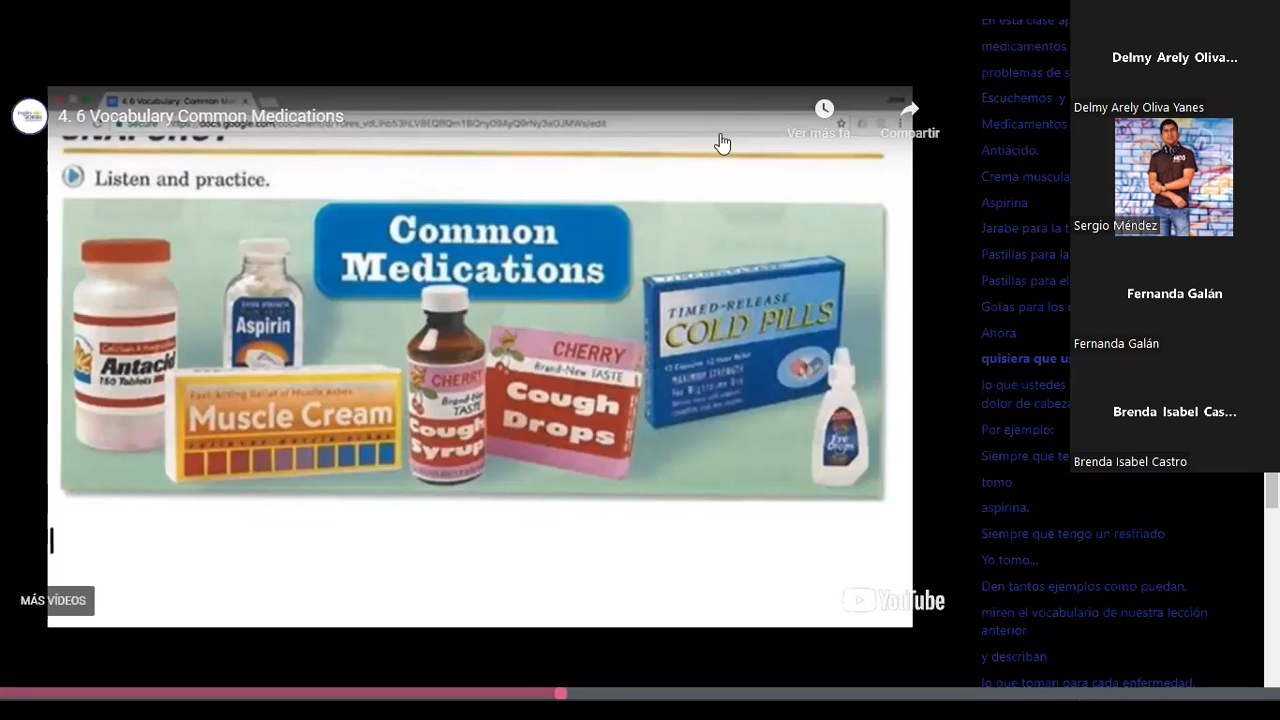 4. 6 Vocabulary Common Medications
Ver más ta...
Compartir
Listen and practice.
Common
Medications
Antacid
150 Tablets
Aspirin
Muscle Cream
CHERRY
Brand-New
TASTE
Cough
Syrup
CHERRY
Brand-New TASTE
Cough
Drops
TIMED-RELEASE
COLD PILLS
MAXIMUM STRENGTH
Eye
Drops
MÁS VÍDEOS
YouTube
En esta clase
medicamentos
problemas de
Escuchemos y
Medicamentos
Antiácido.
Crema
Aspirina
Jarabe para la
Pastillas para la
Pastillas para el
Gotas para los
Ahora
quisiera que
lo que ustedes
dolor de
Por ejemplo:
Siempre que
tomo
aspirina.
Siempre que tengo un resfriado
Yo tomo...
Den tantos ejemplos como puedan,
miren el vocabulario de nuestra lección
anterior
y describan
lo que toman para cada enfermedad.
Delmy Arely Oliva...
Delmy Arely Oliva Yanes
Sergio Méndez
Fernanda Galán
Fernanda Galán
Brenda Isabel Cas...
Brenda Isabel Castro